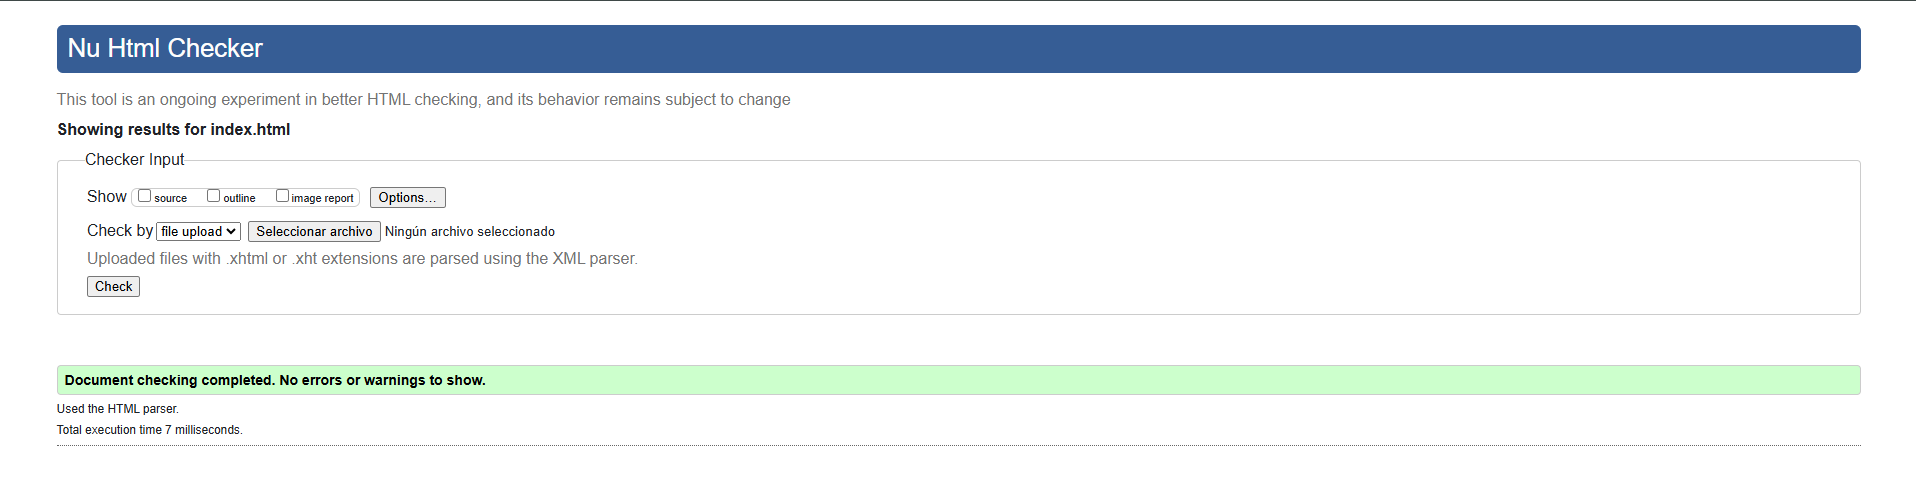 Nu Html Checker
This tool is an ongoing experiment in better HTML checking, and its behavior remains subject to change
Showing results for index.html
Checker Input
Show source outline image report Options...
Check by file upload Seleccionar archivo Ningún archivo seleccionado
Uploaded files with .xhtml or .xht extensions are parsed using the XML parser.
Check
Document checking completed. No errors or warnings to show.
Used the HTML parser.
Total execution time 7 milliseconds.